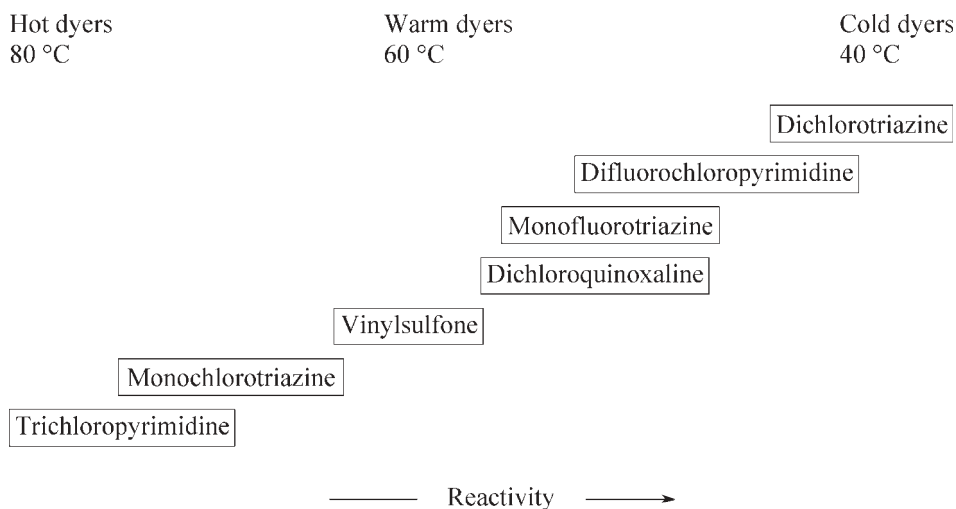 Hot dyers
80 °C
Warm dyers
60 °C
Cold dyers
40 °C
Dichlorotriazine
Difluorochloropyrimidine
Monofluorotriazine
Dichloroquinoxaline
Vinylsulfone
Monochlorotriazine
Trichloropyrimidine
Reactivity